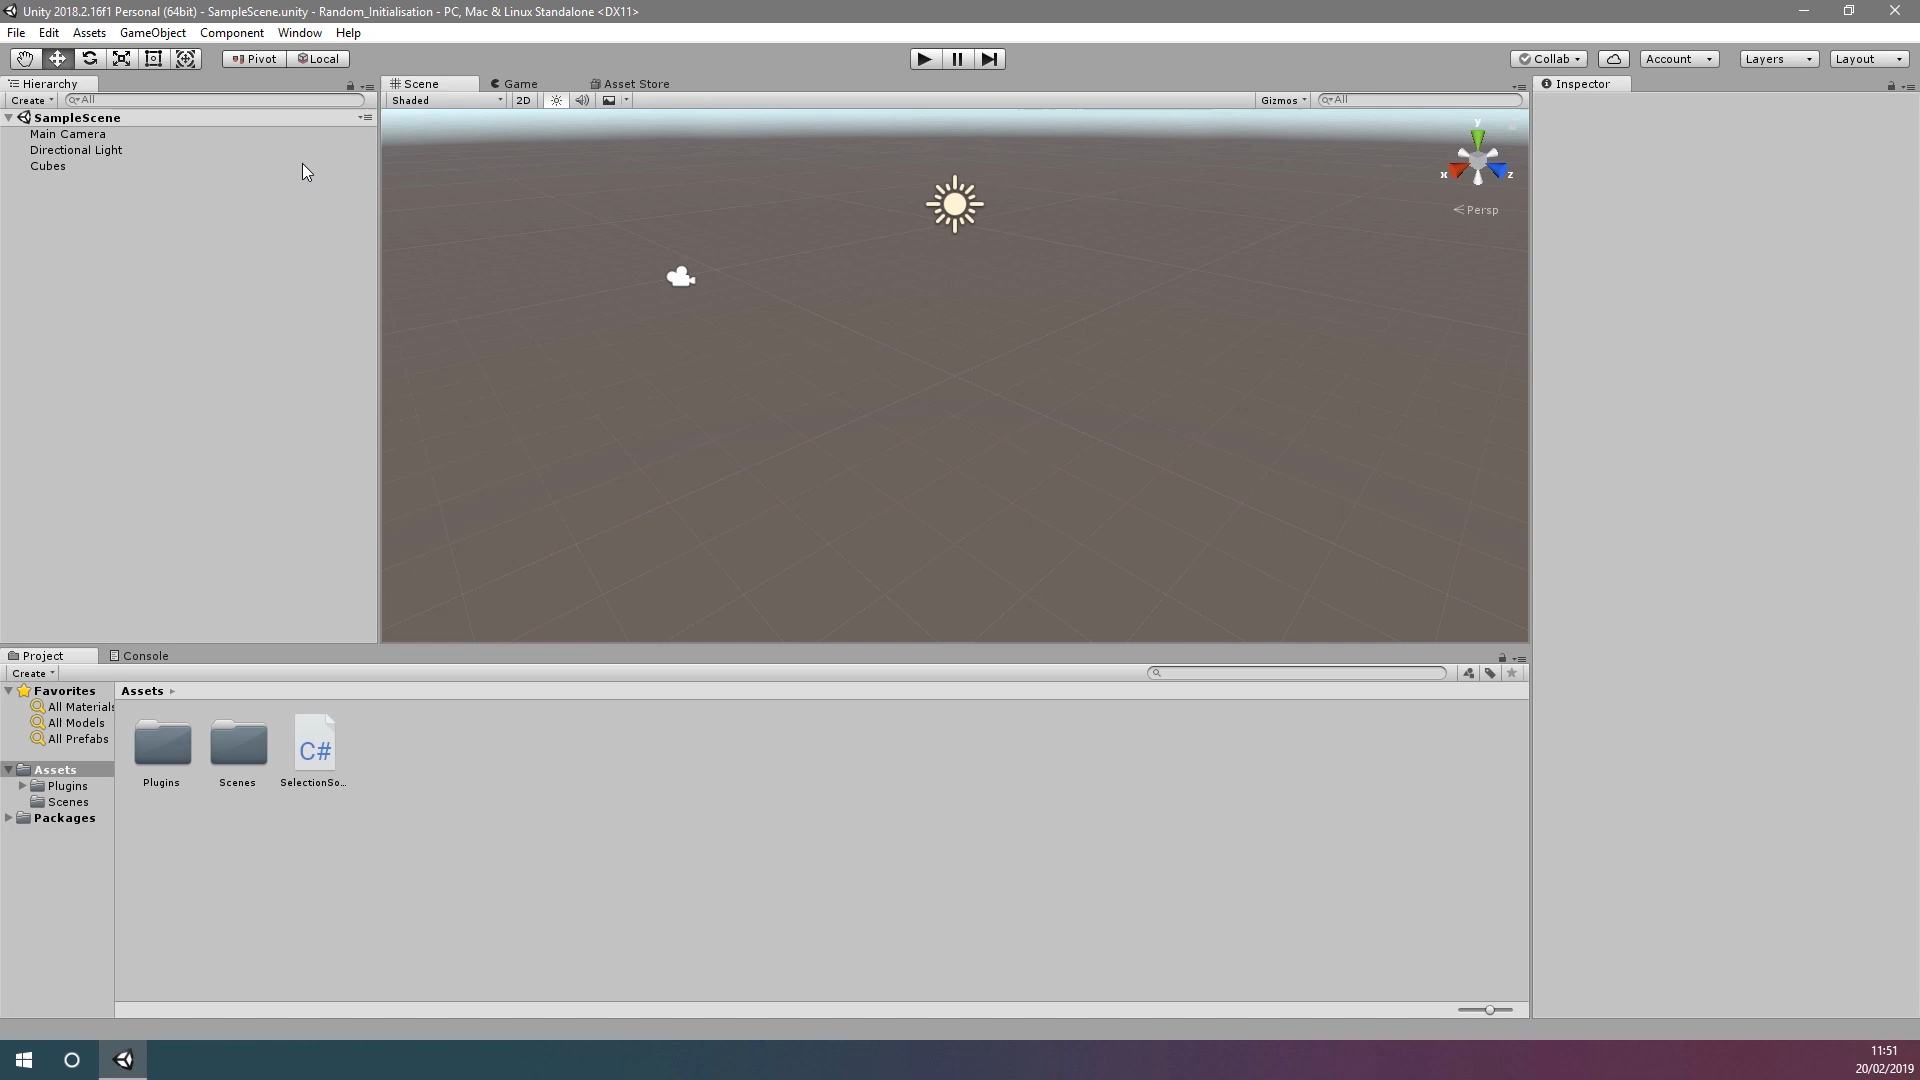 Unity 2018.2.16f1 Personal (64bit) - SampleScene.unity - Random_Initialisation - PC, Mac & Linux Standalone <DX11>
File Edit Assets GameObject Component Window Help
Pivot Local Collab Account Layers Layout
Hierarchy Scene Game Asset Store Inspector
Create All Shaded 2D Gizmos All
SampleScene
Main Camera
Directional Light
Cubes
y
x z
Persp
Project Console
Create
Favorites Assets
All Materials
All Models
All Prefabs
C#
Assets Plugins Scenes SelectionSo...
Plugins
Scenes
Packages
11:51
20/02/2019